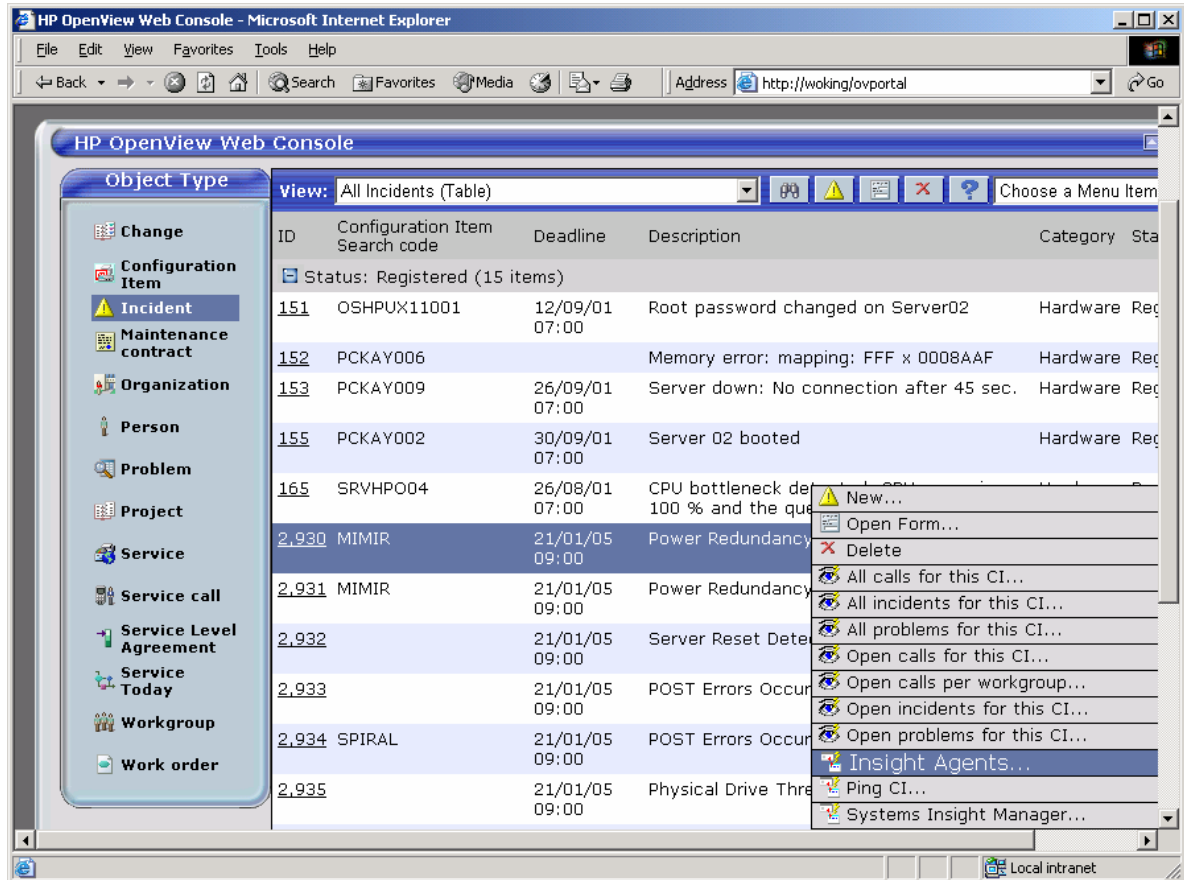 HP OpenView Web Console - Microsoft Internet Explorer
File Edit View Favorites Tools Help
Back Search Favorites Media Address http://woking/ovportal Go
HP OpenView Web Console
Object Type
Change
Configuration
Item
Incident
Maintenance
contract
Organization
Person
Problem
Project
Service
Service call
Service Level
Agreement
Service
Today
Workgroup
Work order
View: All Incidents (Table) Choose a Menu Item
ID Configuration Item Search code Deadline Description Category Sta
Status: Registered (15 items)
151 OSHPUX11001 12/09/01 07:00 Root password changed on Server02 Hardware Reg
152 PCKAY006 Memory error: mapping: FFF x 0008AAF Hardware Reg
153 PCKAY009 26/09/01 07:00 Server down: No connection after 45 sec. Hardware Reg
155 PCKAY002 30/09/01 07:00 Server 02 booted Hardware Reg
165 SRVHPO04 26/08/01 07:00 CPU bottleneck
100 % and the que
2,930 MIMIR 21/01/05 09:00 Power Redundancy
2,931 MIMIR 21/01/05 09:00 Power Redundancy
2,932 21/01/05 09:00 Server Reset Dete
2,933 21/01/05 09:00 POST Errors Occur
2,934 SPIRAL 21/01/05 09:00 POST Errors Occur
2,935 21/01/05 09:00 Physical Drive Thre
New...
Open Form...
Delete
All calls for this CI...
All incidents for this CI...
All problems for this CI...
Open calls for this CI...
Open calls per workgroup...
Open incidents for this CI...
Open problems for this CI...
Insight Agents...
Ping CI...
Systems Insight Manager...
Local intranet